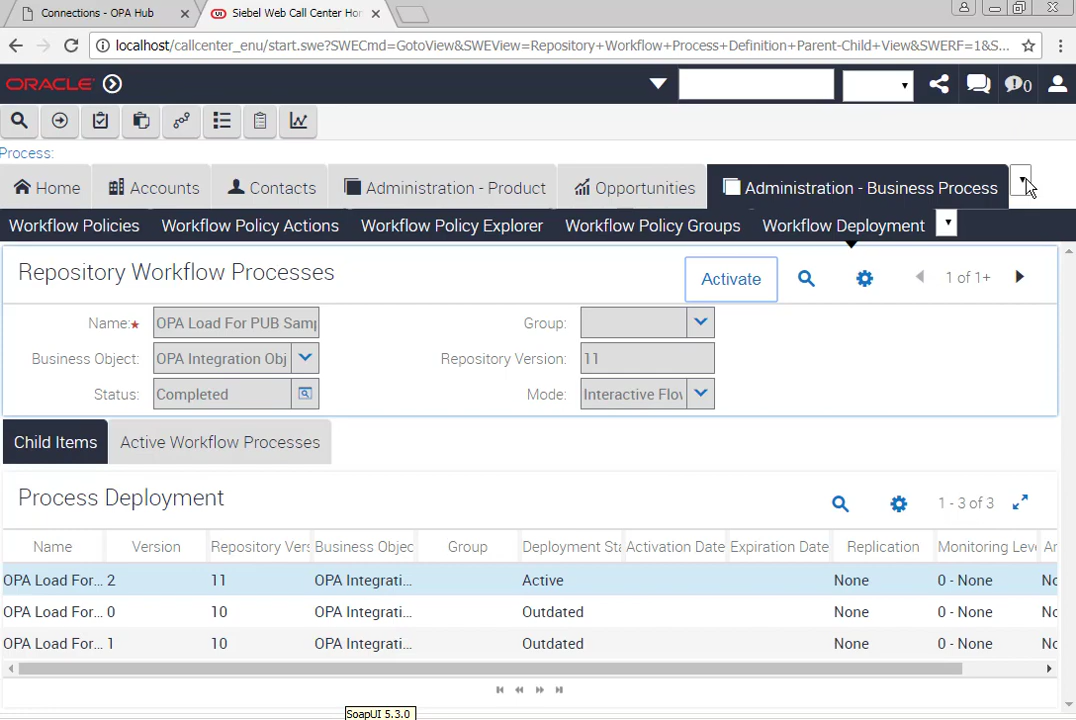 Connections - OPA Hub
Siebel Web Call Center Hor
localhost/callcenter_enu/start.swe?SWECmd=GotoView&SWEView=Repository+Workflow+Process+Definition+Parent-Child+View&SWERF=1&S...
ORACLE
0
Process:
Home Accounts Contacts Administration - Product Opportunities Administration - Business Process
Workflow Policies Workflow Policy Actions Workflow Policy Explorer Workflow Policy Groups Workflow Deployment
Repository Workflow Processes Activate 1 of 1+
Name:★ OPA Load For PUB Samp Group:
Business Object: OPA Integration Obj Repository Version: 11
Status: Completed Mode: Interactive Flov
Child Items Active Workflow Processes
Process Deployment 1 - 3 of 3
Name Version Repository Vers Business Objec Group Deployment Sta Activation Date Expiration Date Replication Monitoring Leve Ar
OPA Load For... 2 11 OPA Integrati... Active None 0 - None No
OPA Load For... 0 10 OPA Integrati... Outdated None 0 - None No
OPA Load For... 1 10 OPA Integrati... Outdated None 0 - None No
SoapUI 5.3.0